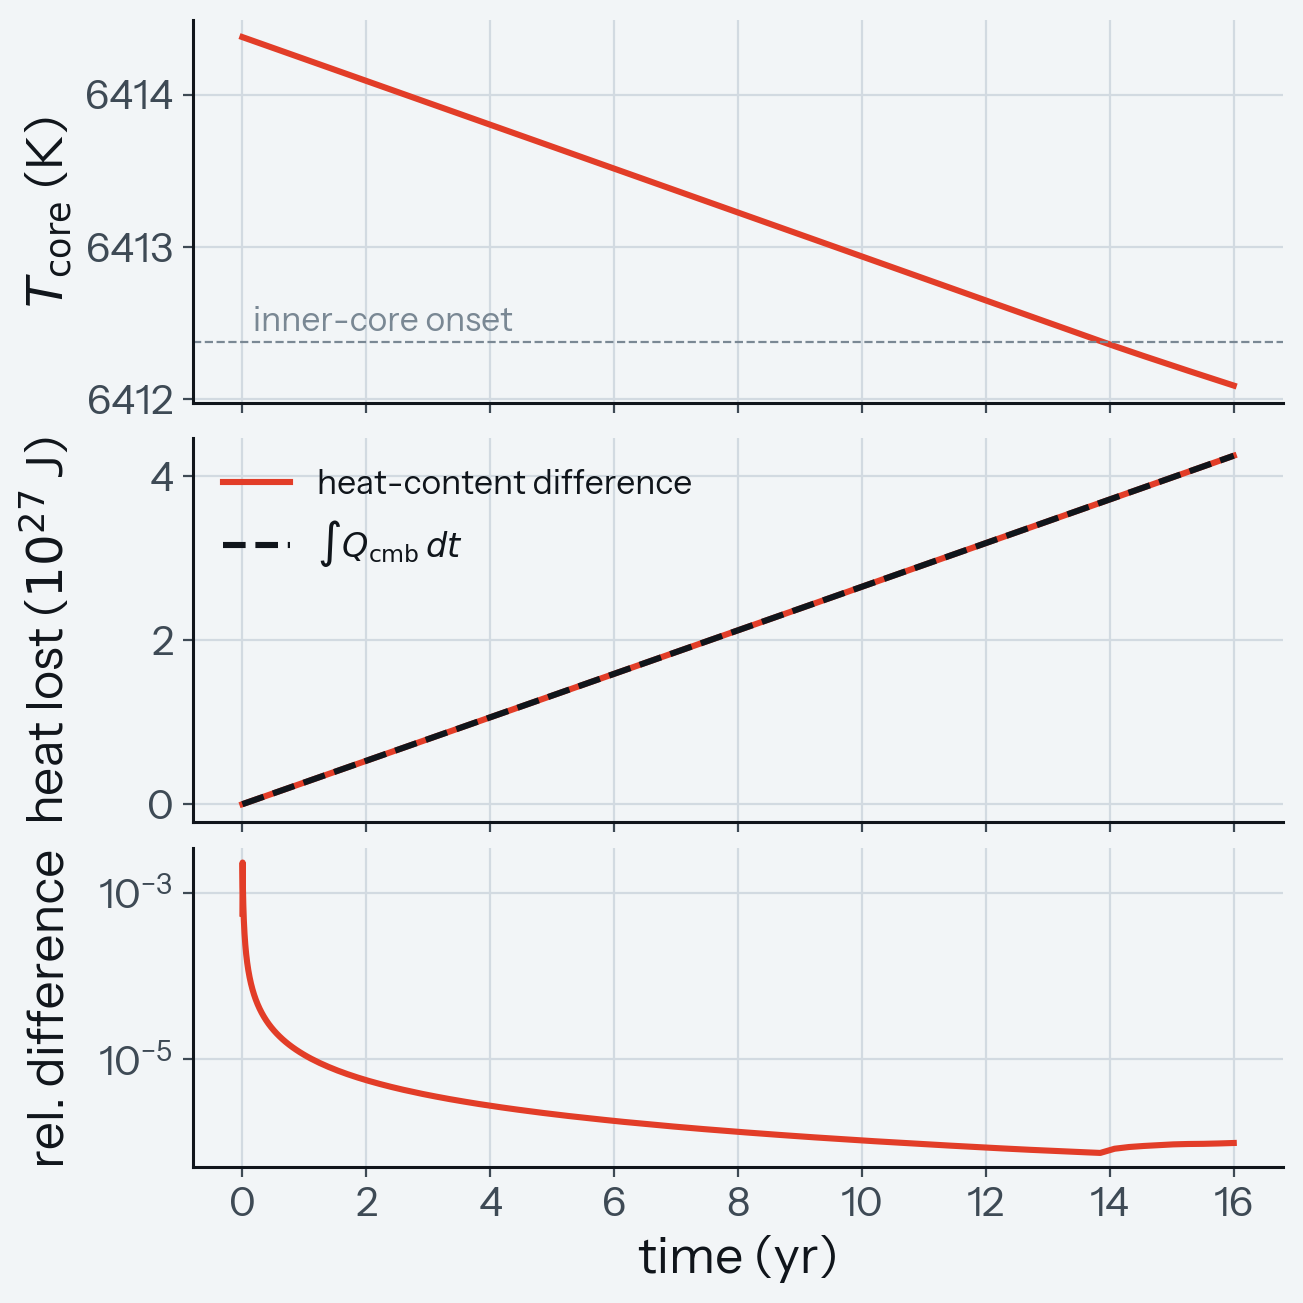 T_core (K)
6414
6413
6412
inner-core onset
heat lost (10^27 J)
4
2
0
heat-content difference
∫Q_cmb dt
rel. difference
10^−3
10^−5
0 2 4 6 8 10 12 14 16
time (yr)